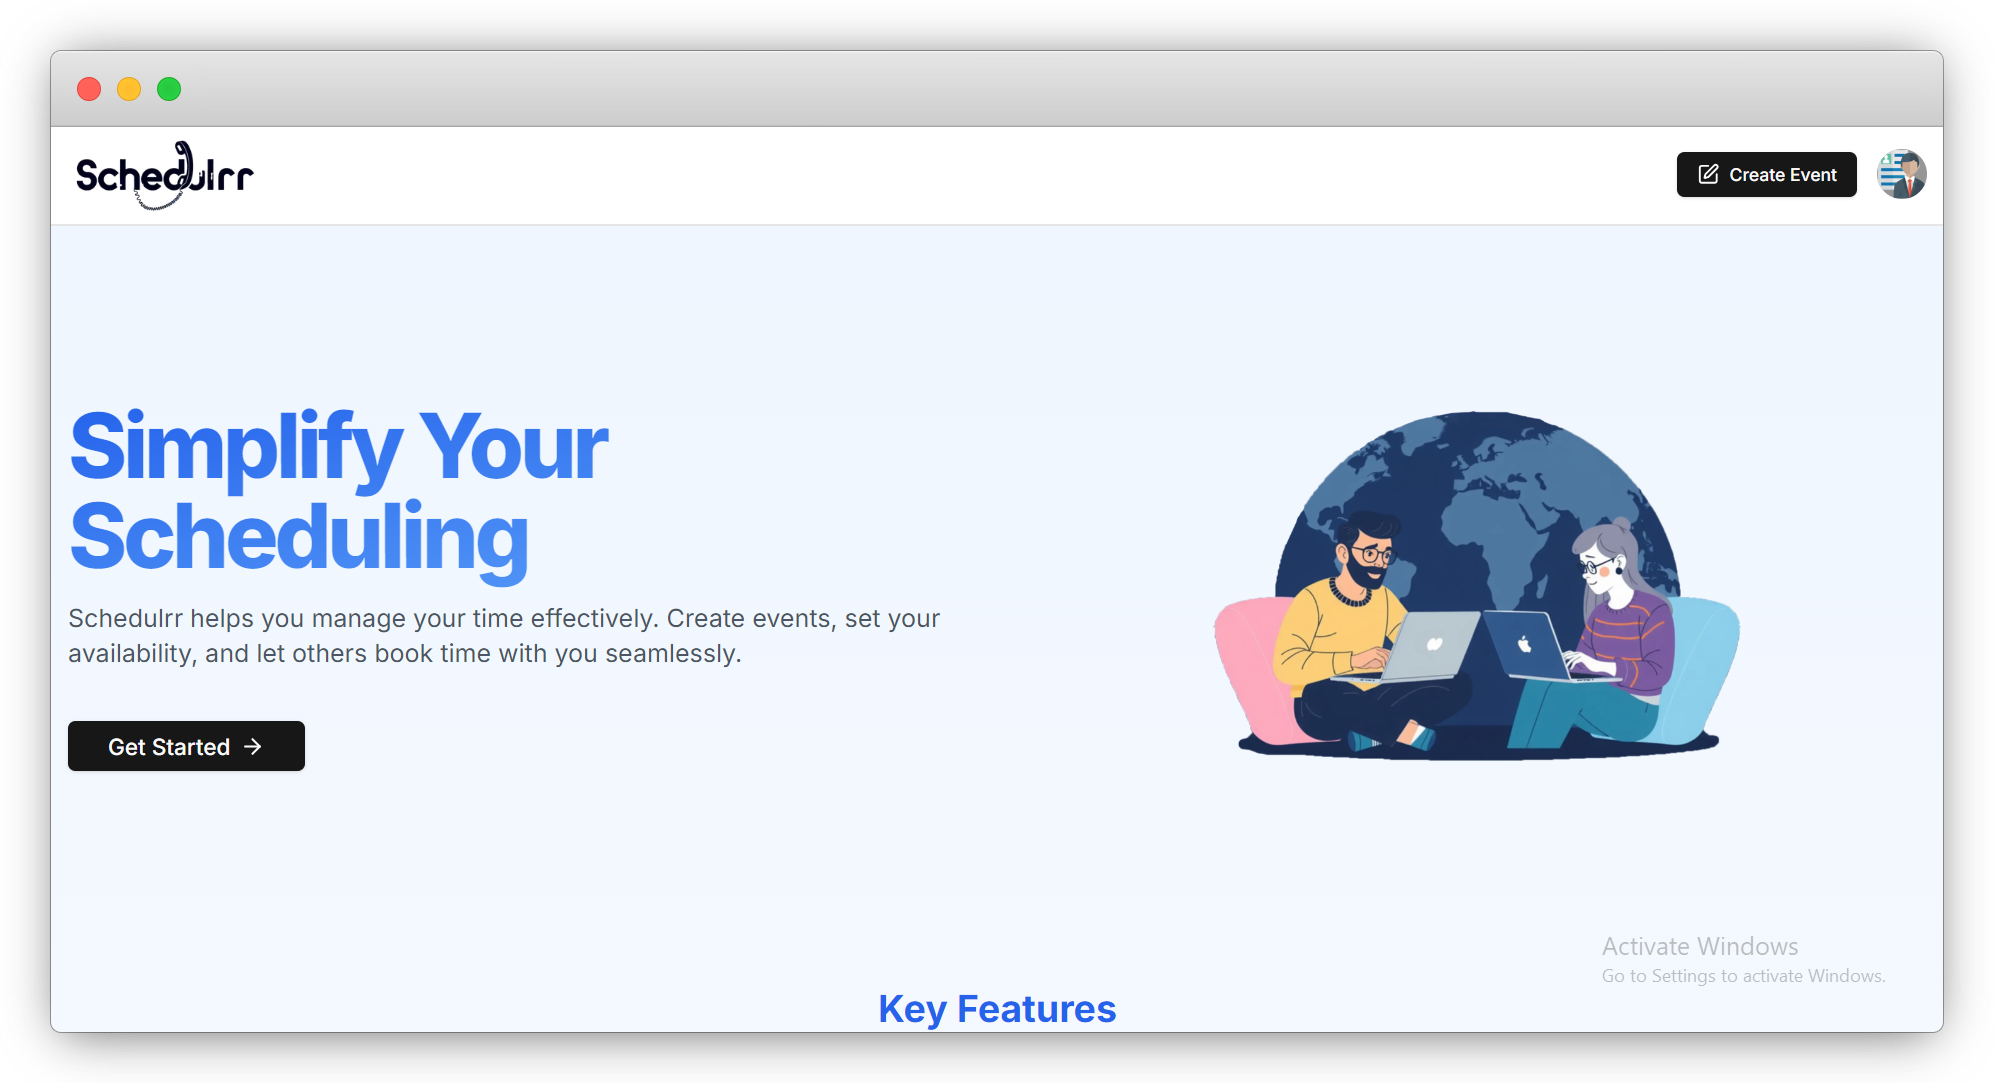 Schedulrr
Create Event
Simplify Your
Scheduling
Schedulrr helps you manage your time effectively. Create events, set your
availability, and let others book time with you seamlessly.
Get Started
Activate Windows
Go to Settings to activate Windows.
Key Features